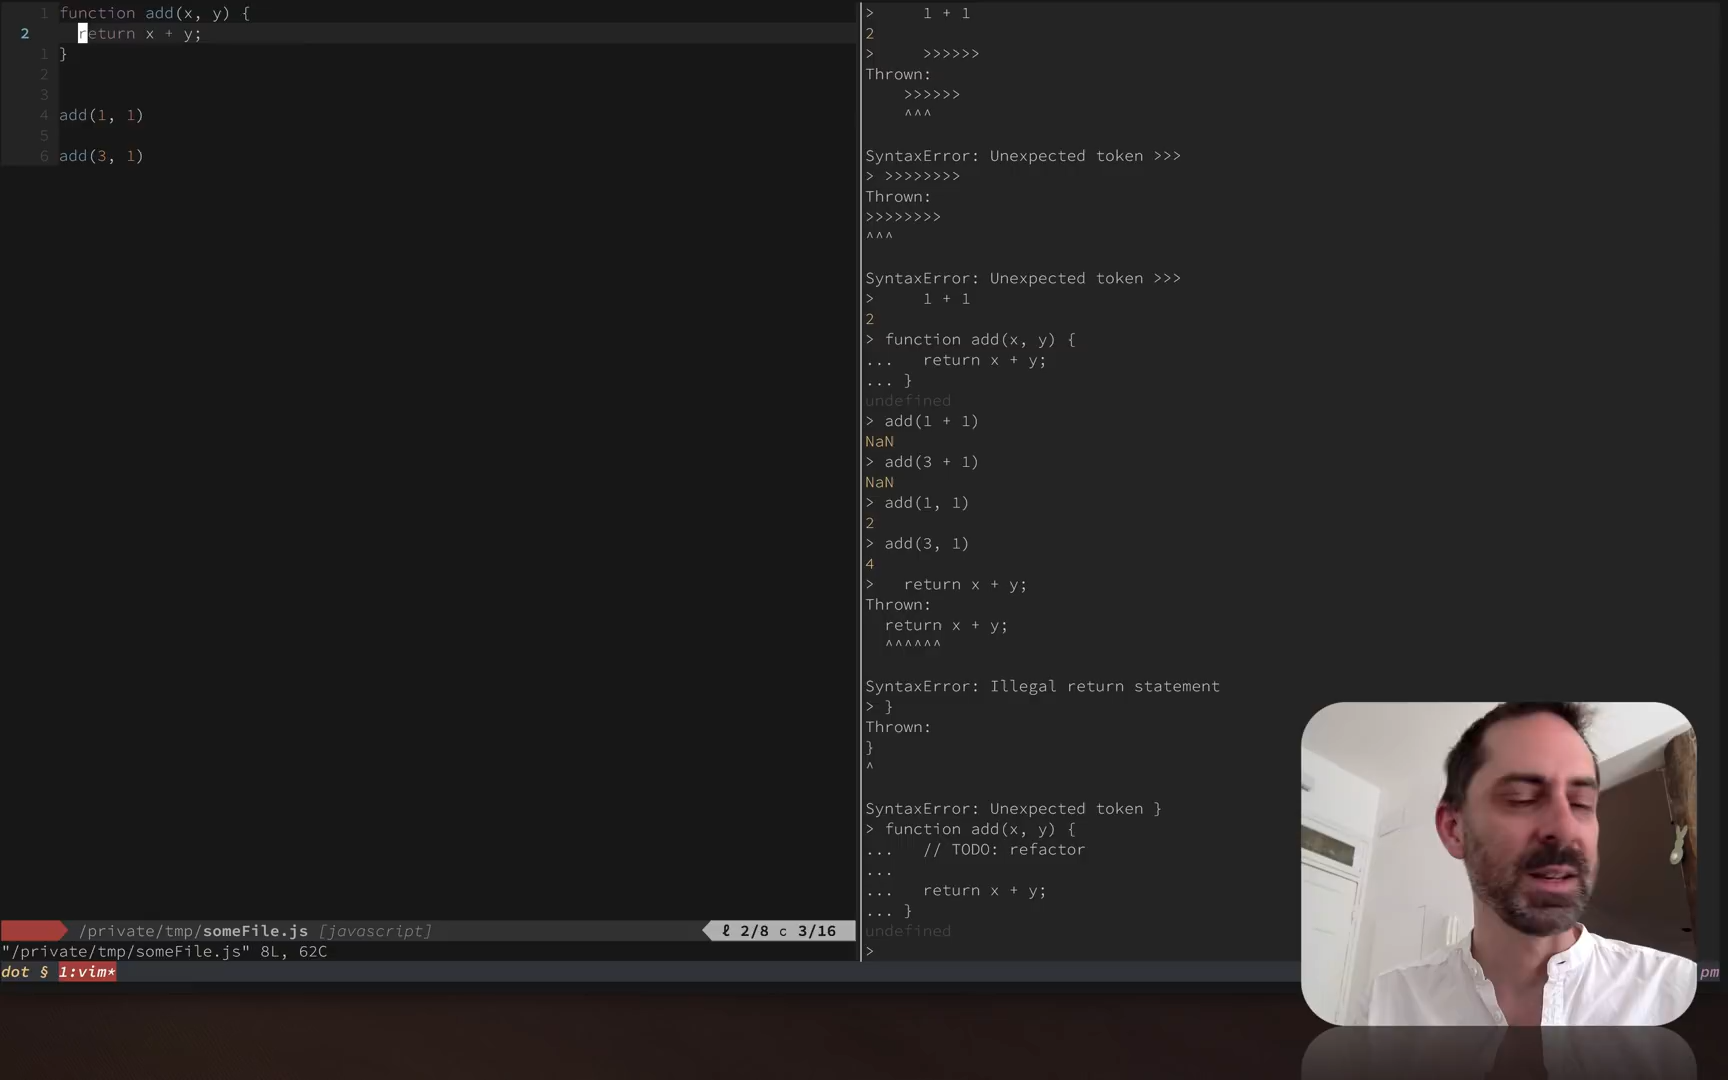 1 function add(x, y) {
2 return x + y;
1 }
2
3
4 add(1, 1)
5
6 add(3, 1)
/private/tmp/someFile.js [javascript]
ℓ 2/8 c 3/16
"/private/tmp/someFile.js" 8L, 62C
dot § 1:vim*
> 1 + 1
2
> >>>>>>
Thrown:
>>>>>>
^^^
SyntaxError: Unexpected token >>>
> >>>>>>>>
Thrown:
>>>>>>>>
^^^
SyntaxError: Unexpected token >>>
> 1 + 1
2
> function add(x, y) {
... return x + y;
... }
undefined
> add(1 + 1)
NaN
> add(3 + 1)
NaN
> add(1, 1)
2
> add(3, 1)
4
> return x + y;
Thrown:
return x + y;
^^^^^^
SyntaxError: Illegal return statement
> }
Thrown:
}
^
SyntaxError: Unexpected token }
> function add(x, y) {
... // TODO: refactor
...
... return x + y;
... }
undefined
>
pm